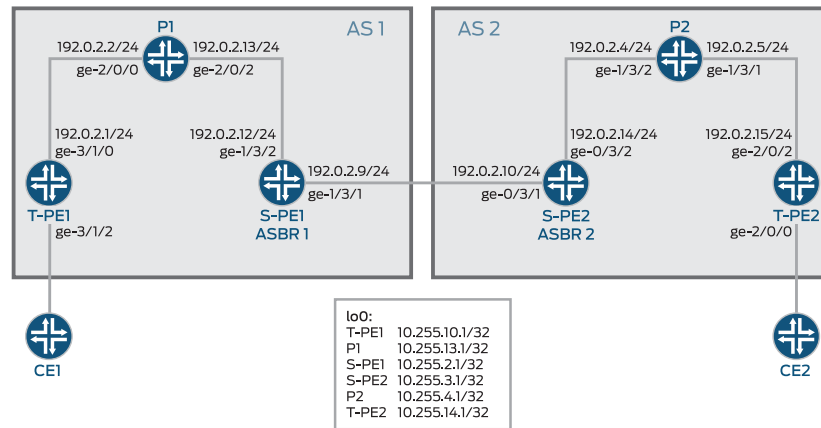 P1
AS 1
192.0.2.2/24
192.0.2.13/24
ge-2/0/0
ge-2/0/2
192.0.2.1/24
ge-3/1/0
192.0.2.12/24
ge-1/3/2
192.0.2.9/24
ge-1/3/1
T-PE1
S-PE1
ASBR 1
ge-3/1/2
CE1
AS 2
P2
192.0.2.4/24
192.0.2.5/24
ge-1/3/2
ge-1/3/1
192.0.2.14/24
ge-0/3/2
192.0.2.15/24
ge-2/0/2
192.0.2.10/24
ge-0/3/1
S-PE2
ASBR 2
T-PE2
ge-2/0/0
CE2
lo0:
T-PE1 10.255.10.1/32
P1 10.255.13.1/32
S-PE1 10.255.2.1/32
S-PE2 10.255.3.1/32
P2 10.255.4.1/32
T-PE2 10.255.14.1/32